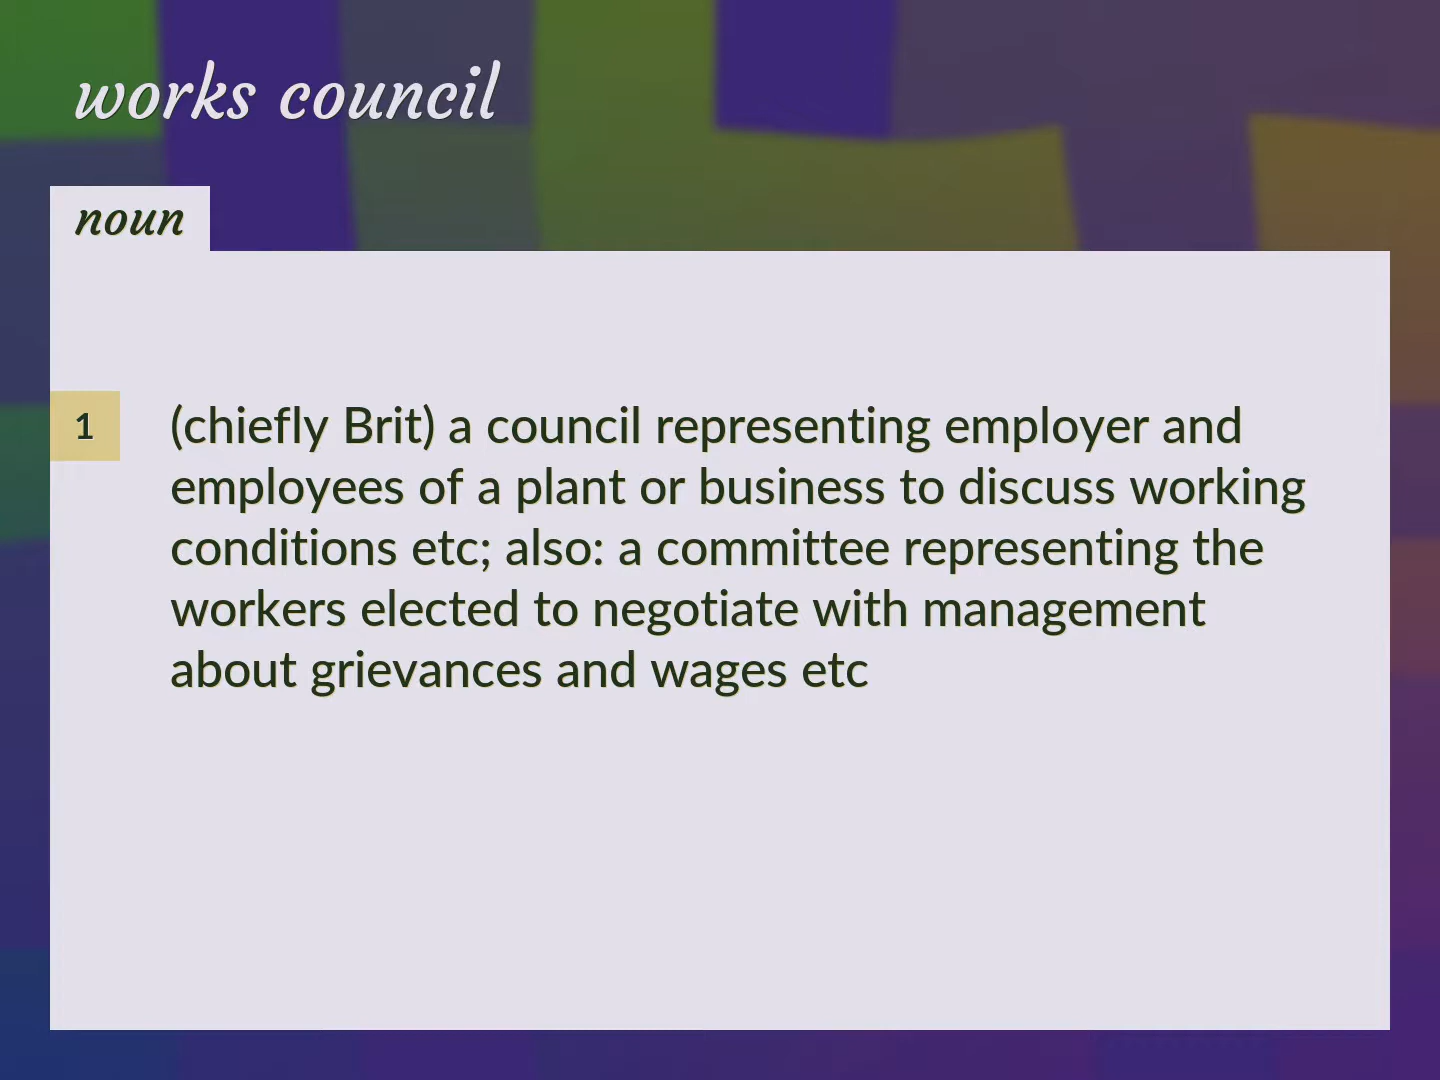 works council
noun
1
(chiefly Brit) a council representing employer and
employees of a plant or business to discuss working
conditions etc; also: a committee representing the
workers elected to negotiate with management
about grievances and wages etc